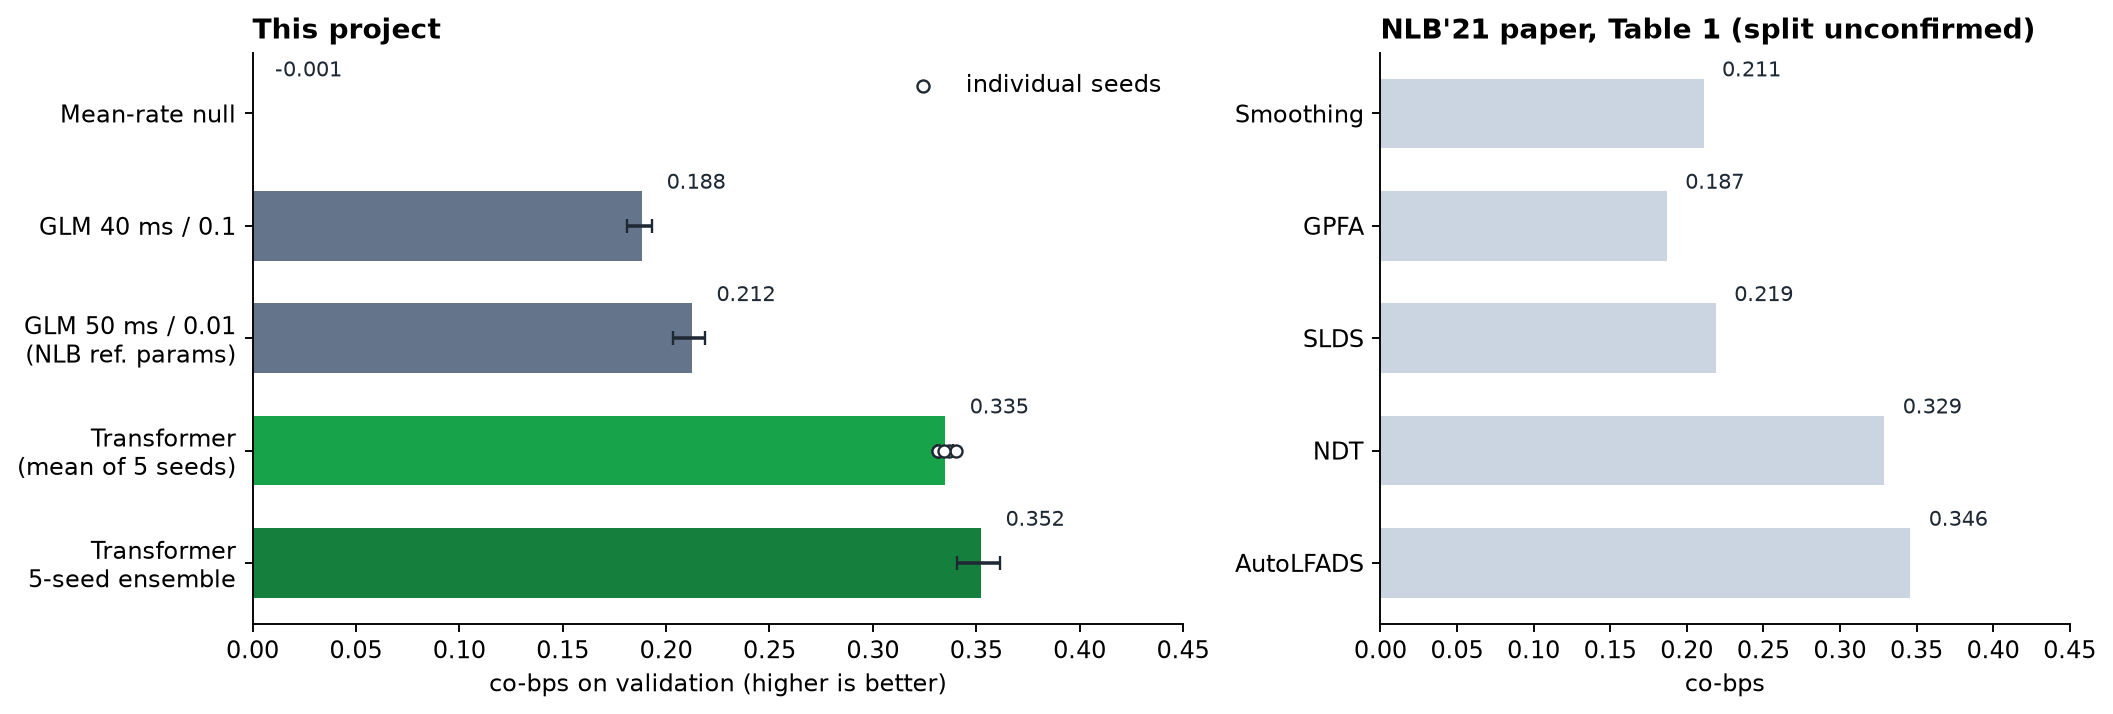 This project
-0.001
individual seeds
Mean-rate null
0.188
GLM 40 ms / 0.1
0.212
GLM 50 ms / 0.01
(NLB ref. params)
0.335
Transformer
(mean of 5 seeds)
0.352
Transformer
5-seed ensemble
0.00 0.05 0.10 0.15 0.20 0.25 0.30 0.35 0.40 0.45
co-bps on validation (higher is better)
NLB'21 paper, Table 1 (split unconfirmed)
0.211
Smoothing
0.187
GPFA
0.219
SLDS
0.329
NDT
0.346
AutoLFADS
0.00 0.05 0.10 0.15 0.20 0.25 0.30 0.35 0.40 0.45
co-bps